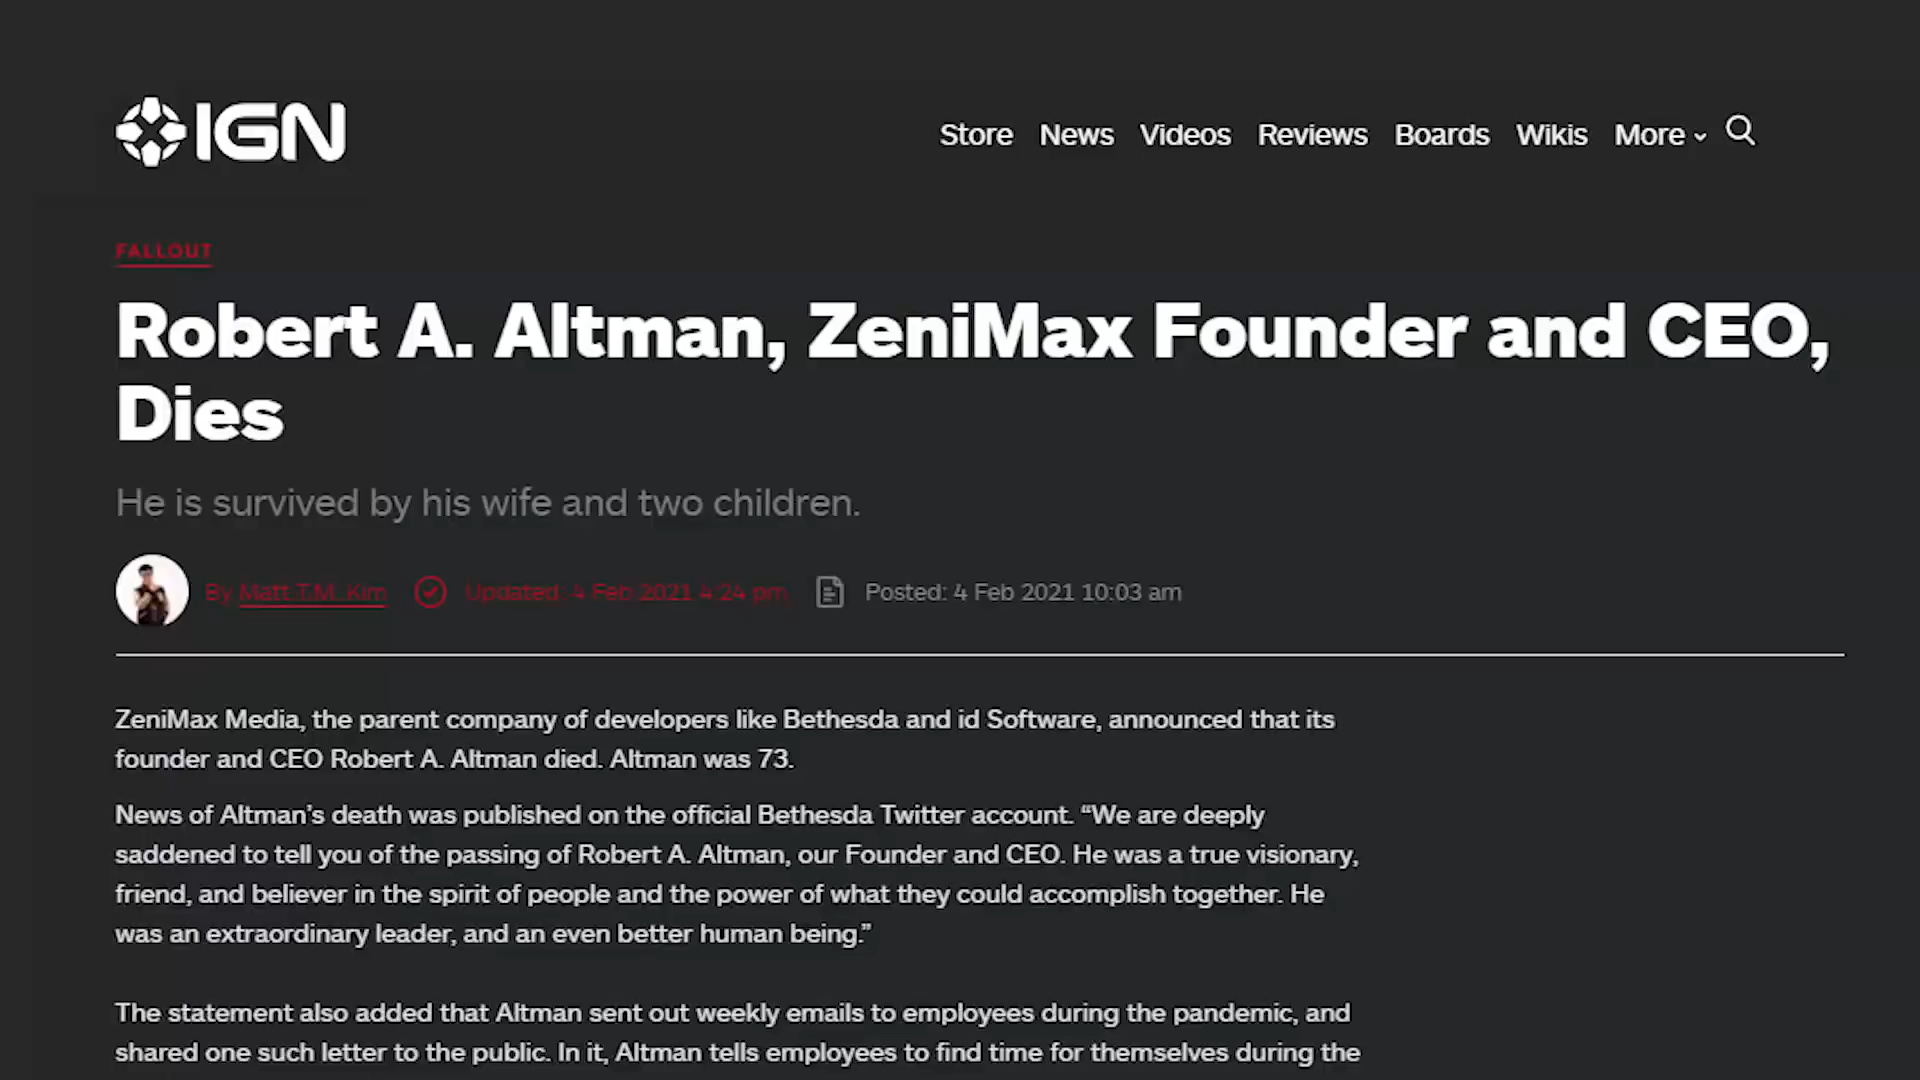 IGN
Store News Videos Reviews Boards Wikis More
FALLOUT
Robert A. Altman, ZeniMax Founder and CEO,
Dies
He is survived by his wife and two children.
By Matt T.M. Kim Updated: 4 Feb 2021 4:24 pm Posted: 4 Feb 2021 10:03 am
ZeniMax Media, the parent company of developers like Bethesda and id Software, announced that its
founder and CEO Robert A. Altman died. Altman was 73.
News of Altman’s death was published on the official Bethesda Twitter account. “We are deeply
saddened to tell you of the passing of Robert A. Altman, our Founder and CEO. He was a true visionary,
friend, and believer in the spirit of people and the power of what they could accomplish together. He
was an extraordinary leader, and an even better human being.”
The statement also added that Altman sent out weekly emails to employees during the pandemic, and
shared one such letter to the public. In it, Altman tells employees to find time for themselves during the